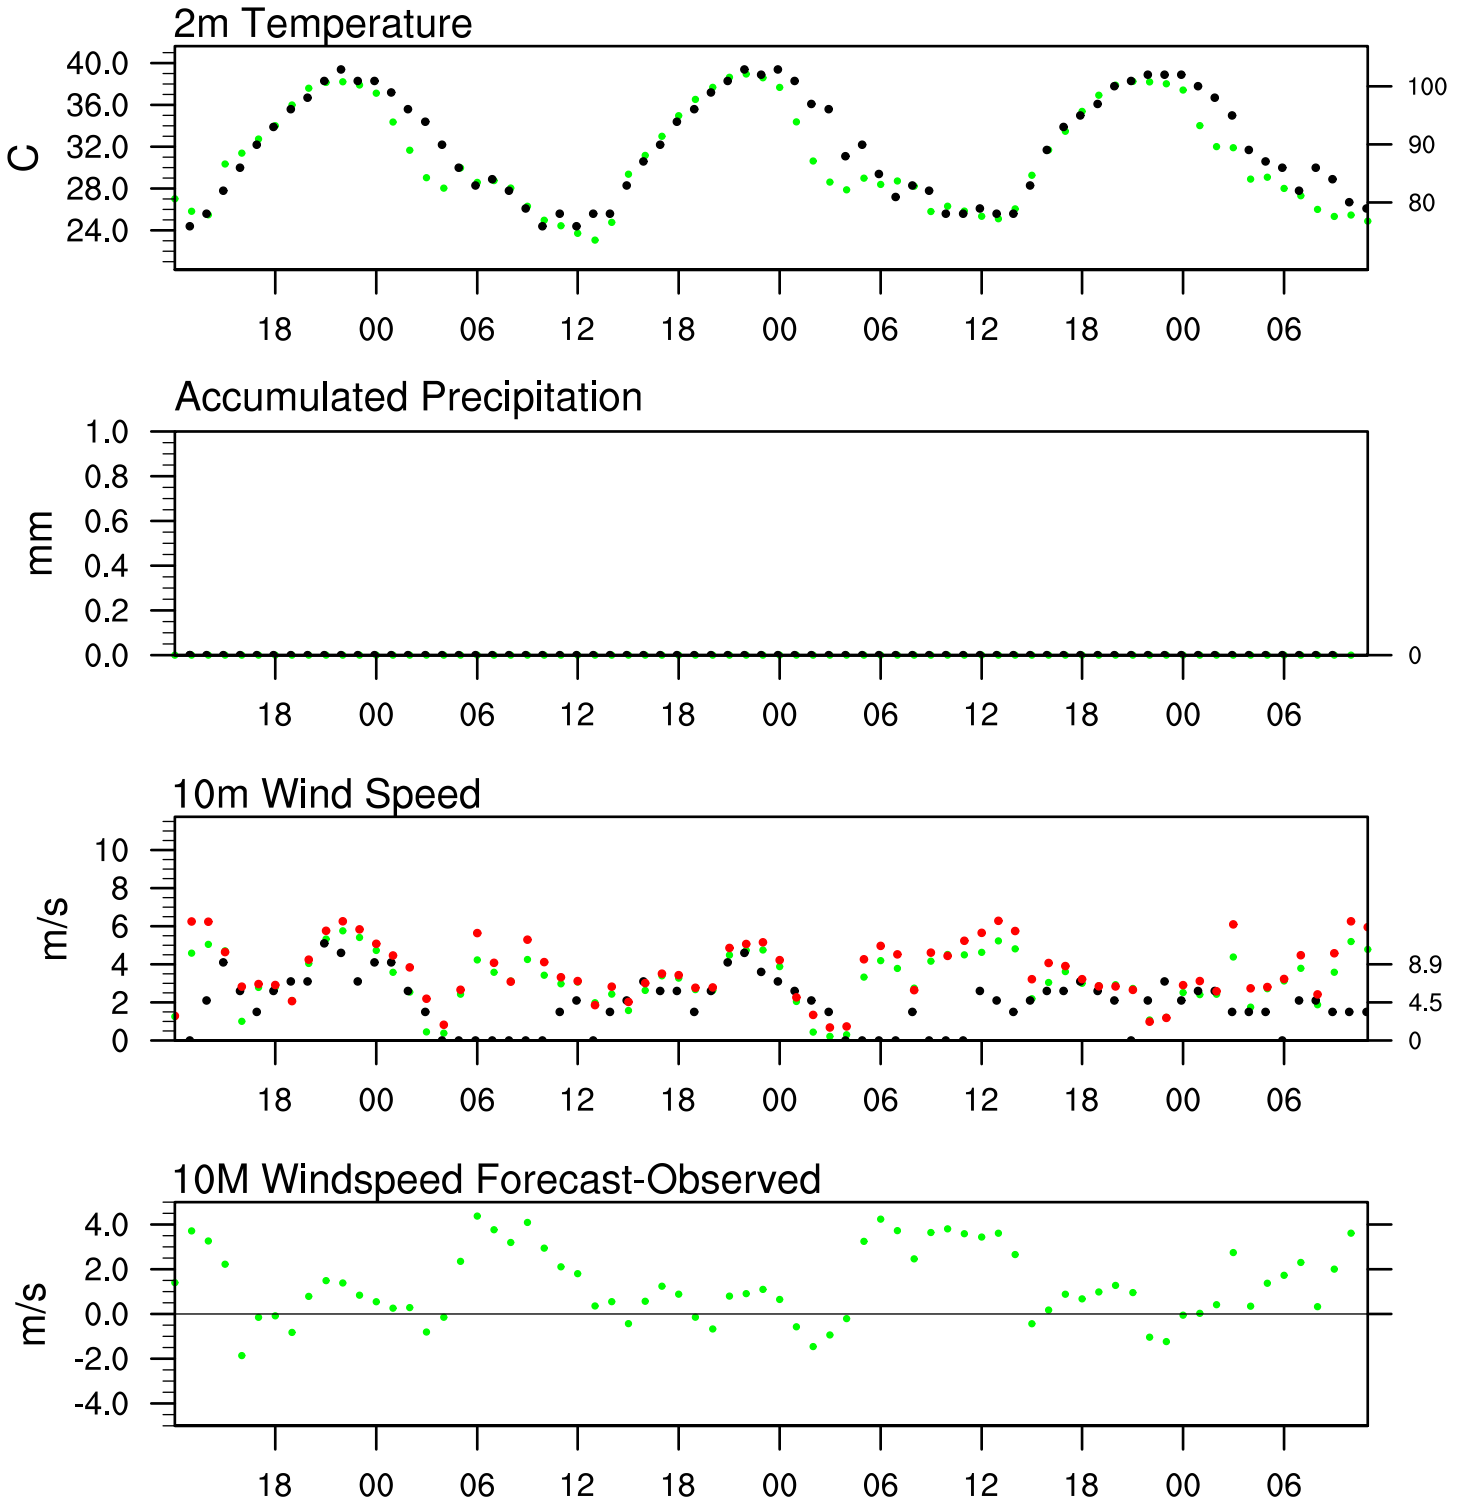 2m Temperature
40.0
36.0
32.0
28.0
24.0
C
100
90
80
18 00 06 12 18 00 06 12 18 00 06
Accumulated Precipitation
1.0
0.8
0.6
0.4
0.2
0.0
mm
0
18 00 06 12 18 00 06 12 18 00 06
10m Wind Speed
10
8
6
4
2
0
m/s
8.9
4.5
0
18 00 06 12 18 00 06 12 18 00 06
10M Windspeed Forecast-Observed
4.0
2.0
0.0
-2.0
-4.0
m/s
18 00 06 12 18 00 06 12 18 00 06